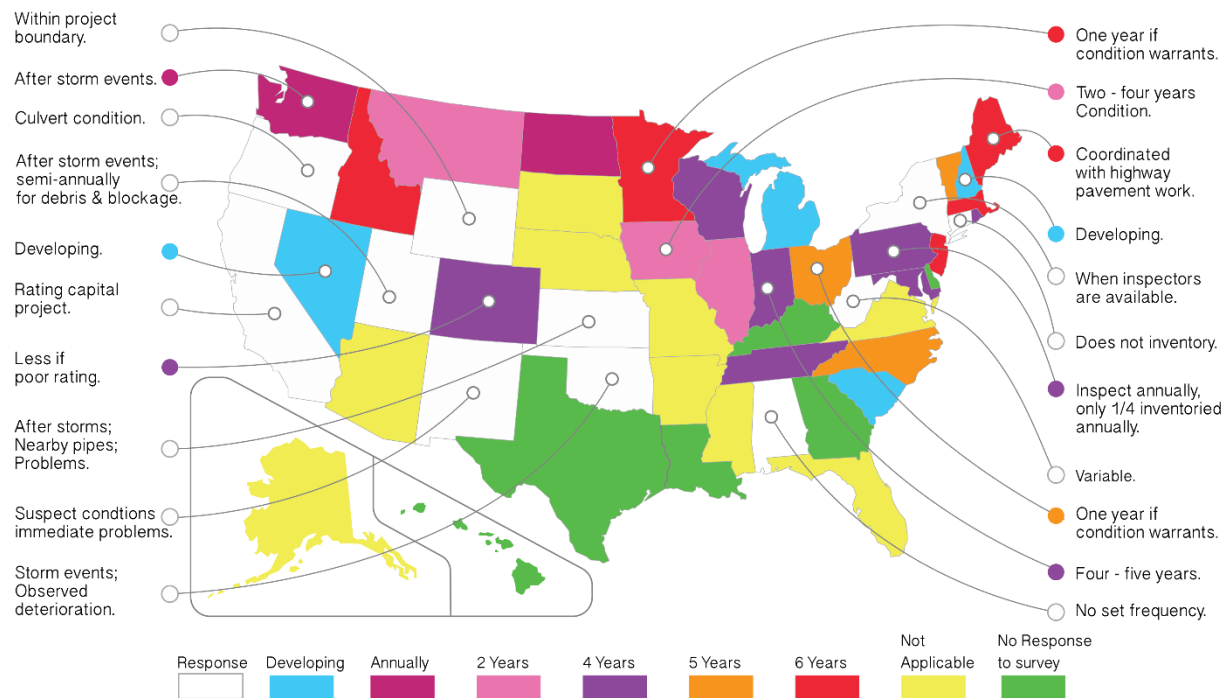 Within project
boundary.
After storm events.
Culvert condition.
After storm events;
semi-annually
for debris & blockage.
Developing.
Rating capital
project.
Less if
poor rating.
After storms;
Nearby pipes;
Problems.
Suspect condtions
immediate problems.
Storm events;
Observed
deterioration.
One year if
condition warrants.
Two - four years
Condition.
Coordinated
with highway
pavement work.
Developing.
When inspectors
are available.
Does not inventory.
Inspect annually,
only 1/4 inventoried
annually.
Variable.
One year if
condition warrants.
Four - five years.
No set frequency.
Response
Developing
Annually
2 Years
4 Years
5 Years
6 Years
Not
Applicable
No Response
to survey